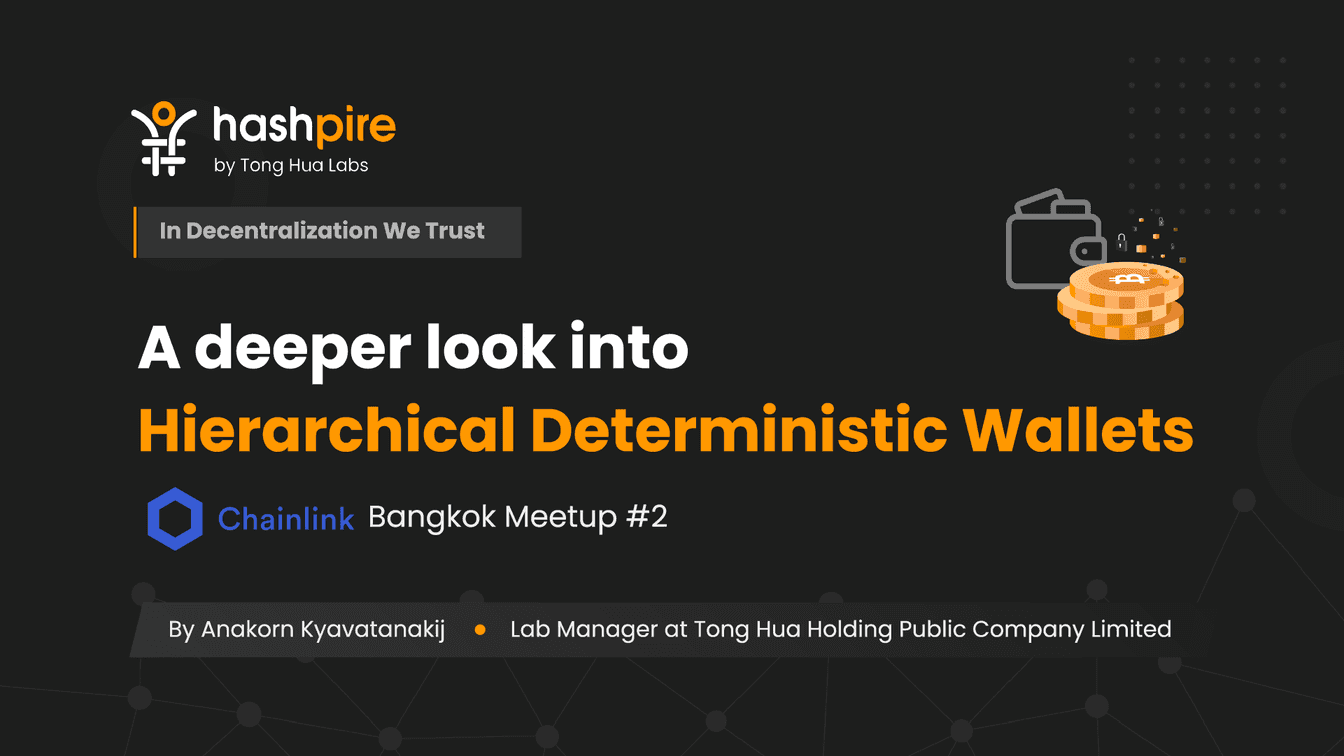 hashpire
by Tong Hua Labs
In Decentralization We Trust
A deeper look into
Hierarchical Deterministic Wallets
Chainlink Bangkok Meetup #2
By Anakorn Kyavatanakij • Lab Manager at Tong Hua Holding Public Company Limited